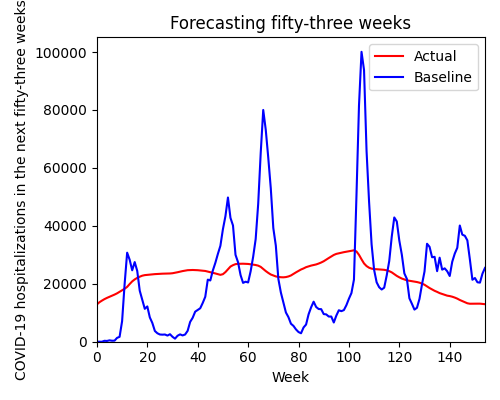 Forecasting fifty-three weeks
COVID-19 hospitalizations in the next fifty-three weeks
100000
80000
60000
40000
20000
0
Actual
Baseline
0 20 40 60 80 100 120 140
Week